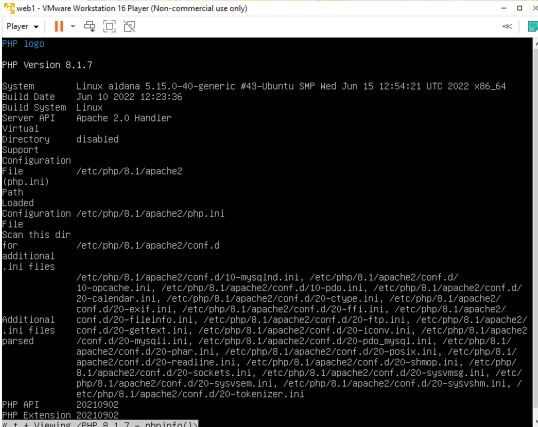 web1 - VMware Workstation 16 Player (Non-commercial use only)
Player
PHP logo
PHP Version 8.1.7
System Linux aldana 5.15.0-40-generic #43-Ubuntu SMP Wed Jun 15 12:54:21 UTC 2022 x86_64
Build Date Jun 10 2022 12:23:36
Build System Linux
Server API Apache 2.0 Handler
Virtual
Directory disabled
Support
Configuration
File /etc/php/8.1/apache2
(php.ini)
Path
Loaded
Configuration /etc/php/8.1/apache2/php.ini
File
Scan this dir
for /etc/php/8.1/apache2/conf.d
additional
.ini files
/etc/php/8.1/apache2/conf.d/10-mysqlnd.ini, /etc/php/8.1/apache2/conf.d/
10-opcache.ini, /etc/php/8.1/apache2/conf.d/10-pdo.ini, /etc/php/8.1/apache2/conf.d/
20-calendar.ini, /etc/php/8.1/apache2/conf.d/20-ctype.ini, /etc/php/8.1/apache2/
conf.d/20-exif.ini, /etc/php/8.1/apache2/conf.d/20-ffi.ini, /etc/php/8.1/apache2/
Additional conf.d/20-fileinfo.ini, /etc/php/8.1/apache2/conf.d/20-ftp.ini, /etc/php/8.1/apache2/
.ini files conf.d/20-gettext.ini, /etc/php/8.1/apache2/conf.d/20-iconv.ini, /etc/php/8.1/apache2
parsed /conf.d/20-mysqli.ini, /etc/php/8.1/apache2/conf.d/20-pdo_mysql.ini, /etc/php/8.1/
apache2/conf.d/20-phar.ini, /etc/php/8.1/apache2/conf.d/20-posix.ini, /etc/php/8.1/
apache2/conf.d/20-readline.ini, /etc/php/8.1/apache2/conf.d/20-shmop.ini, /etc/php/
8.1/apache2/conf.d/20-sockets.ini, /etc/php/8.1/apache2/conf.d/20-sysvmsg.ini, /etc/
php/8.1/apache2/conf.d/20-sysvsem.ini, /etc/php/8.1/apache2/conf.d/20-sysvshm.ini, /
etc/php/8.1/apache2/conf.d/20-tokenizer.ini
PHP API 20210902
PHP Extension 20210902
Viewing <PHP 8.1.7 - phpinfo()>